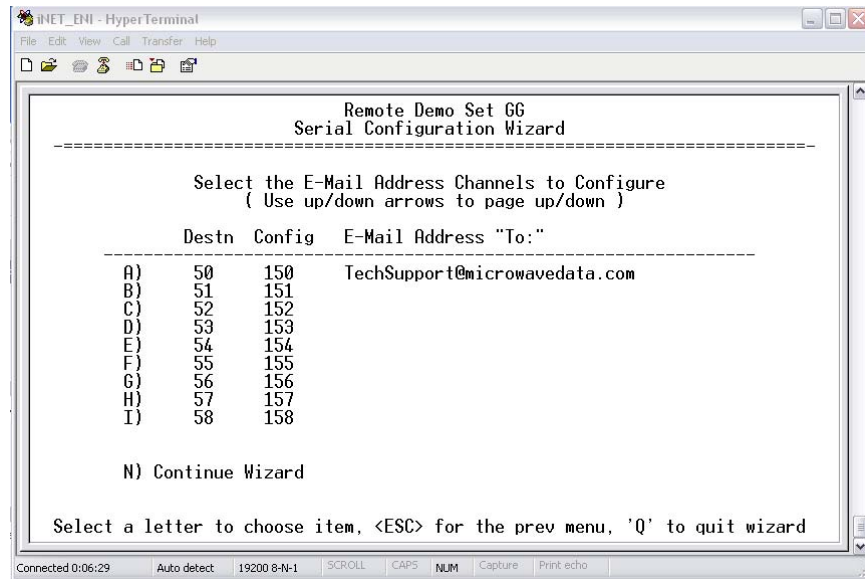 iNET_ENI - HyperTerminal
File Edit View Call Transfer Help
Remote Demo Set GG
Serial Configuration Wizard
-==========================================================================-
Select the E-Mail Address Channels to Configure
( Use up/down arrows to page up/down )
Destn Config E-Mail Address "To:"
-----------------------------------------------------------------
A) 50 150 TechSupport@microwavedata.com
B) 51 151
C) 52 152
D) 53 153
E) 54 154
F) 55 155
G) 56 156
H) 57 157
I) 58 158
N) Continue Wizard
Select a letter to choose item, <ESC> for the prev menu, 'Q' to quit wizard
Connected 0:06:29 Auto detect 19200 8-N-1 SCROLL CAPS NUM Capture Print echo